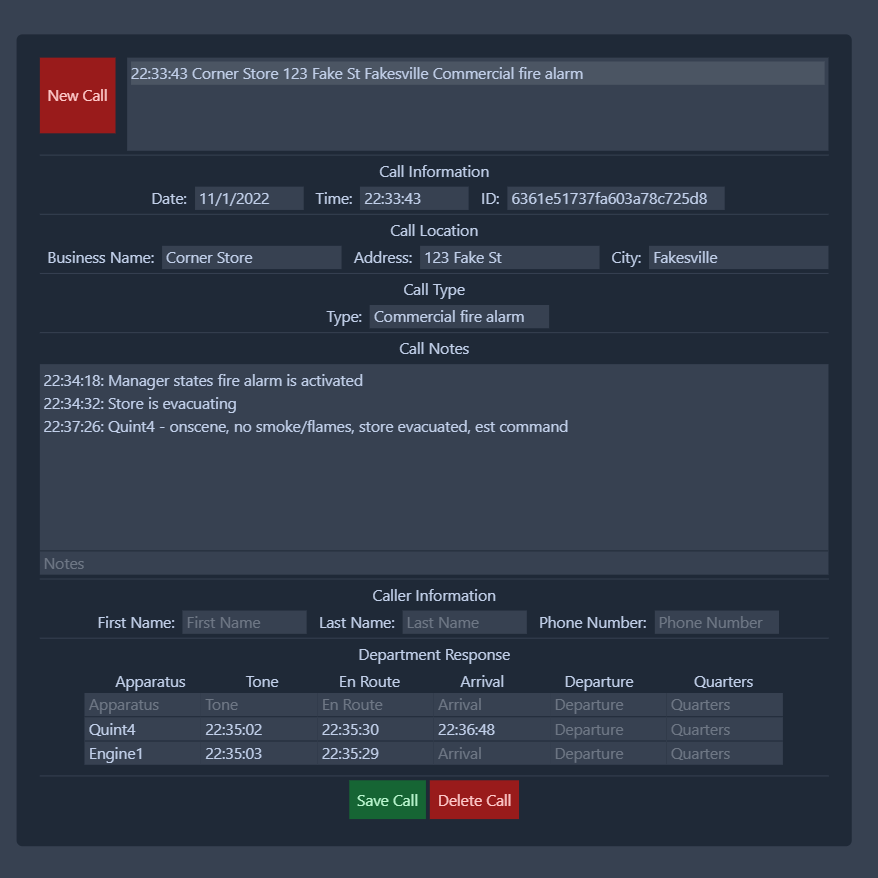 New Call
22:33:43 Corner Store 123 Fake St Fakesville Commercial fire alarm
Call Information
Date: 11/1/2022 Time: 22:33:43 ID: 6361e51737fa603a78c725d8
Call Location
Business Name: Corner Store Address: 123 Fake St City: Fakesville
Call Type
Type: Commercial fire alarm
Call Notes
22:34:18: Manager states fire alarm is activated
22:34:32: Store is evacuating
22:37:26: Quint4 - onscene, no smoke/flames, store evacuated, est command
Notes
Caller Information
First Name: First Name Last Name: Last Name Phone Number: Phone Number
Department Response
Apparatus Tone En Route Arrival Departure Quarters
Apparatus Tone En Route Arrival Departure Quarters
Quint4 22:35:02 22:35:30 22:36:48 Departure Quarters
Engine1 22:35:03 22:35:29 Arrival Departure Quarters
Save Call Delete Call